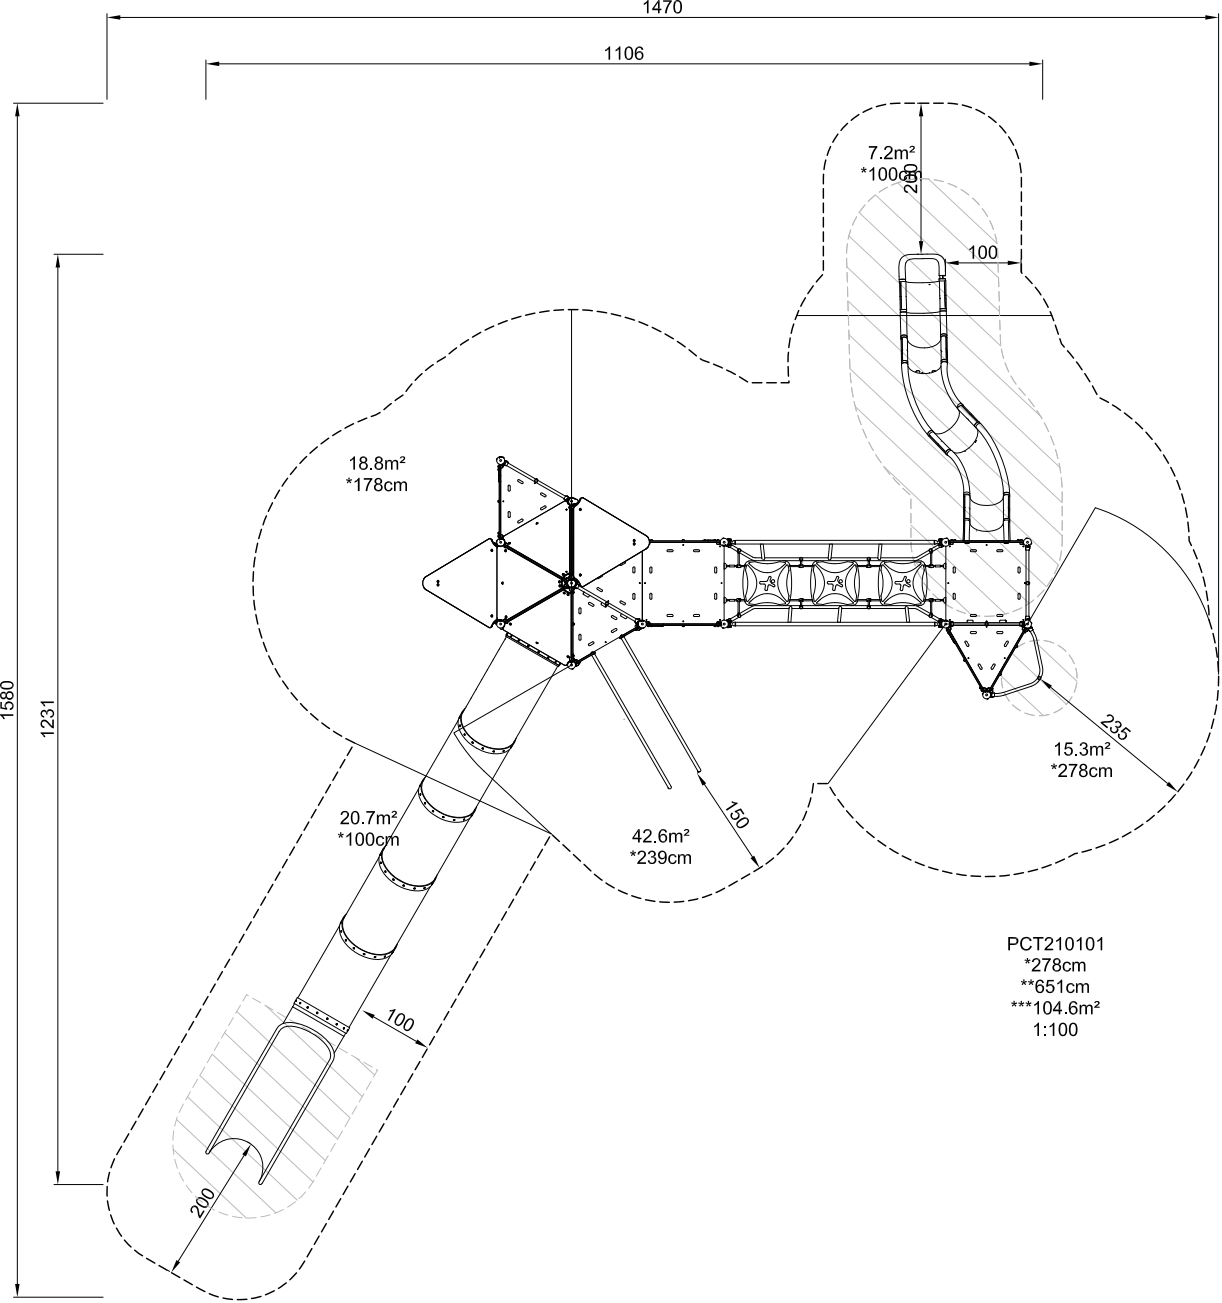 1470
1106
7.2m²
*100cm
200
100
18.8m²
*178cm
1580
1231
235
15.3m²
*278cm
20.7m²
*100cm
150
42.6m²
*239cm
PCT210101
*278cm
**651cm
***104.6m²
1:100
100
200